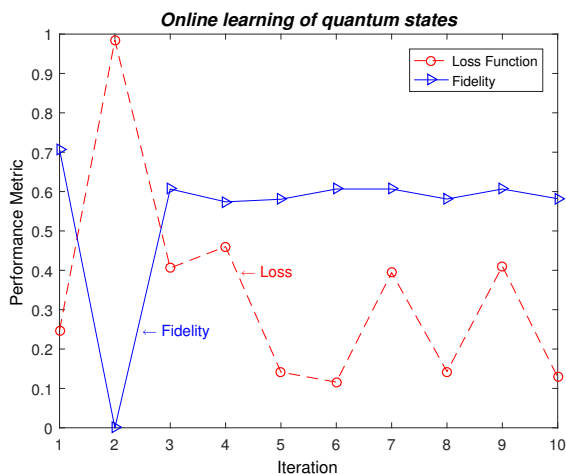 Online learning of quantum states
Loss Function
Fidelity
← Loss
← Fidelity
Performance Metric
1
0.9
0.8
0.7
0.6
0.5
0.4
0.3
0.2
0.1
0
1 2 3 4 5 6 7 8 9 10
Iteration